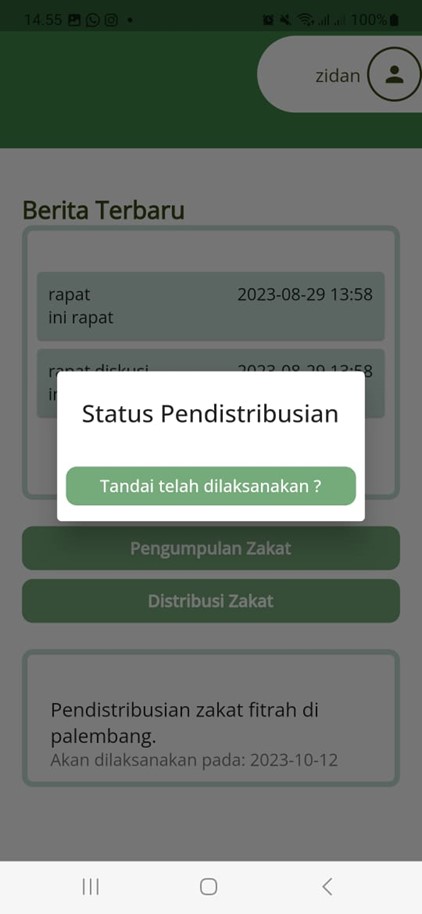 14.55
100%
zidan
Berita Terbaru
rapat 2023-08-29 13:58
ini rapat
rapat diskusi 2023-08-29 13:58
Status Pendistribusian
Tandai telah dilaksanakan ?
Pengumpulan Zakat
Distribusi Zakat
Pendistribusian zakat fitrah di
palembang.
Akan dilaksanakan pada: 2023-10-12